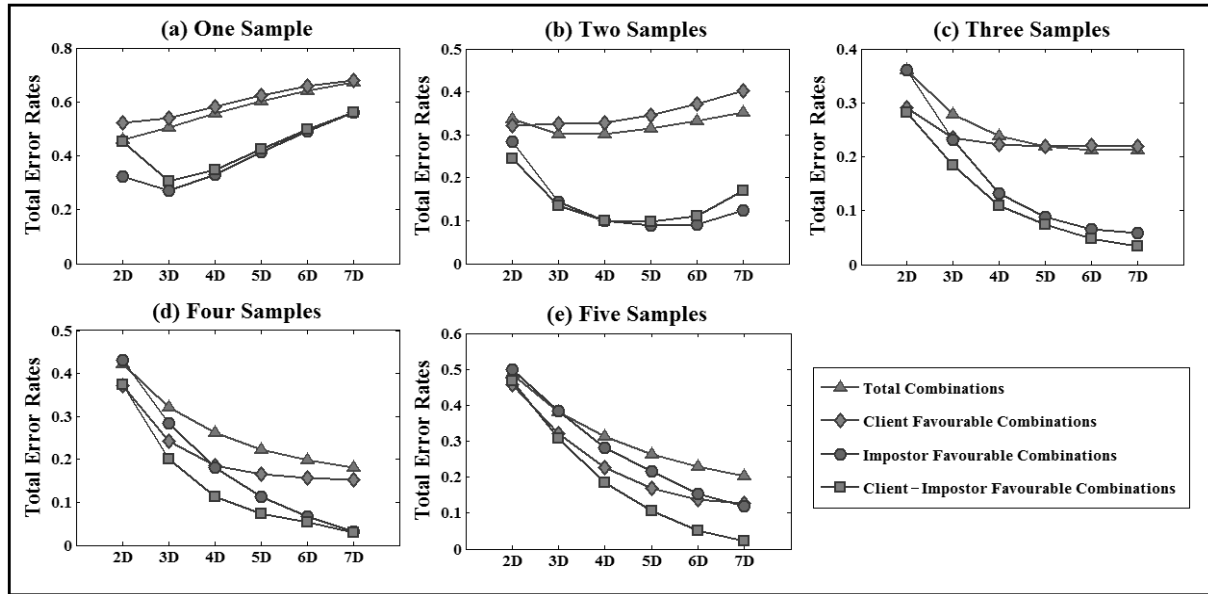 (a) One Sample
Total Error Rates
0.8
0.6
0.4
0.2
0
2D 3D 4D 5D 6D 7D
(b) Two Samples
Total Error Rates
0.5
0.4
0.3
0.2
0.1
0
2D 3D 4D 5D 6D 7D
(c) Three Samples
Total Error Rates
0.4
0.3
0.2
0.1
0
2D 3D 4D 5D 6D 7D
(d) Four Samples
Total Error Rates
0.5
0.4
0.3
0.2
0.1
0
2D 3D 4D 5D 6D 7D
(e) Five Samples
Total Error Rates
0.6
0.5
0.4
0.3
0.2
0.1
0
2D 3D 4D 5D 6D 7D
Total Combinations
Client Favourable Combinations
Impostor Favourable Combinations
Client−Impostor Favourable Combinations